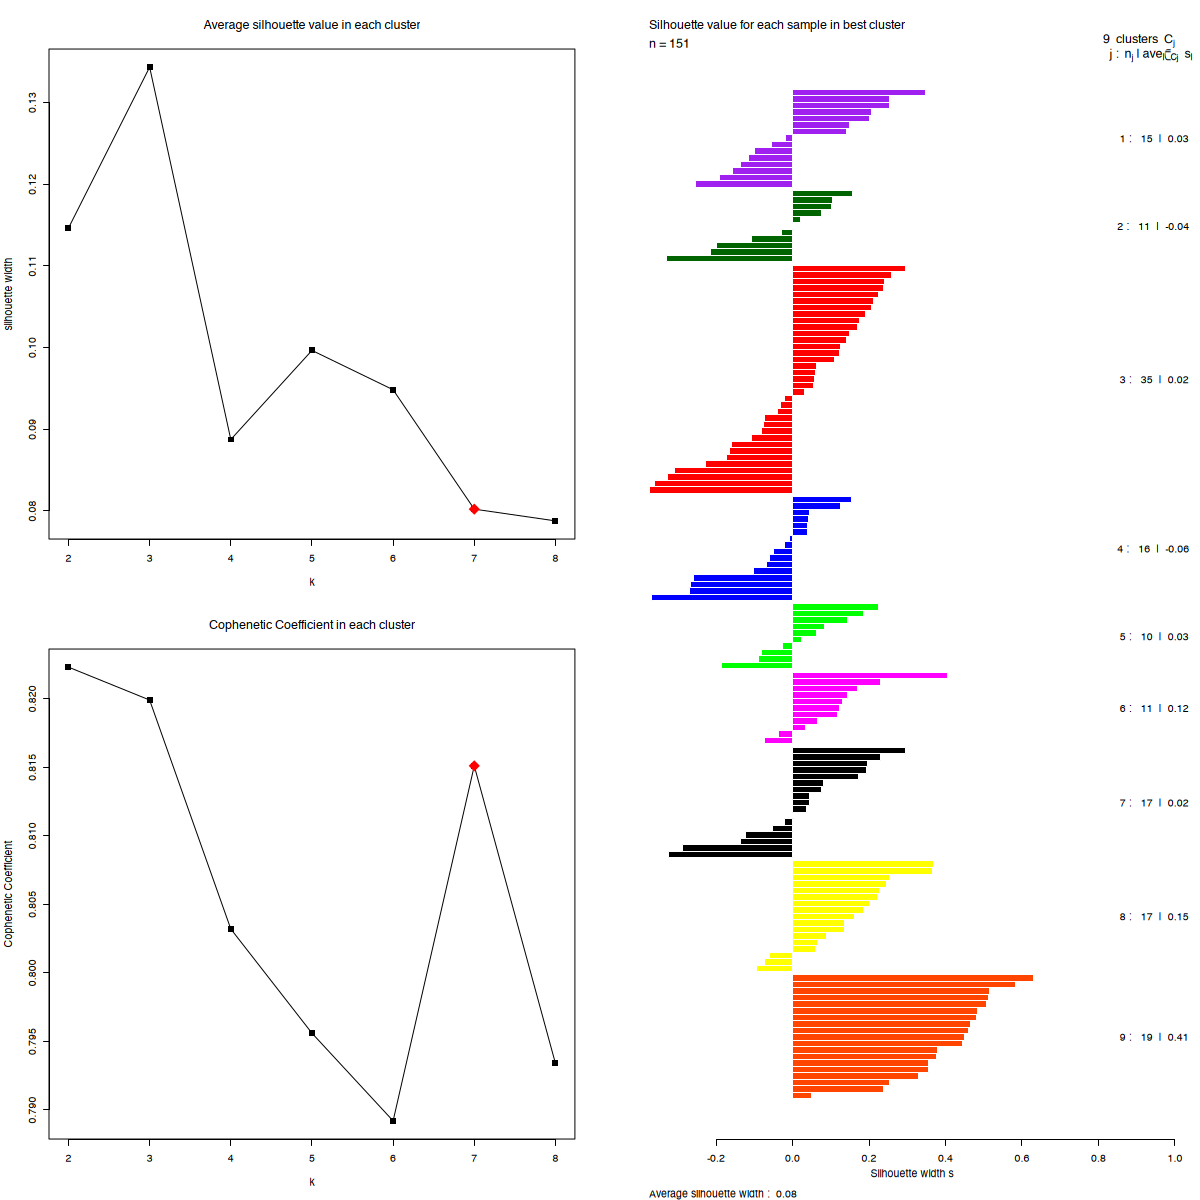 Average silhouette value in each cluster
silhouette width
0.13
0.12
0.11
0.10
0.09
0.08
2 3 4 5 6 7 8
k
Cophenetic Coefficient in each cluster
Cophenetic Coefficient
0.820
0.815
0.810
0.805
0.800
0.795
0.790
2 3 4 5 6 7 8
k
Silhouette value for each sample in best cluster
n = 151
9 clusters Cj
j : nj | avei∈Cj si
1 : 15 | 0.03
2 : 11 | -0.04
3 : 35 | 0.02
4 : 16 | -0.06
5 : 10 | 0.03
6 : 11 | 0.12
7 : 17 | 0.02
8 : 17 | 0.15
9 : 19 | 0.41
-0.2 0.0 0.2 0.4 0.6 0.8 1.0
Silhouette width s
Average silhouette width : 0.08